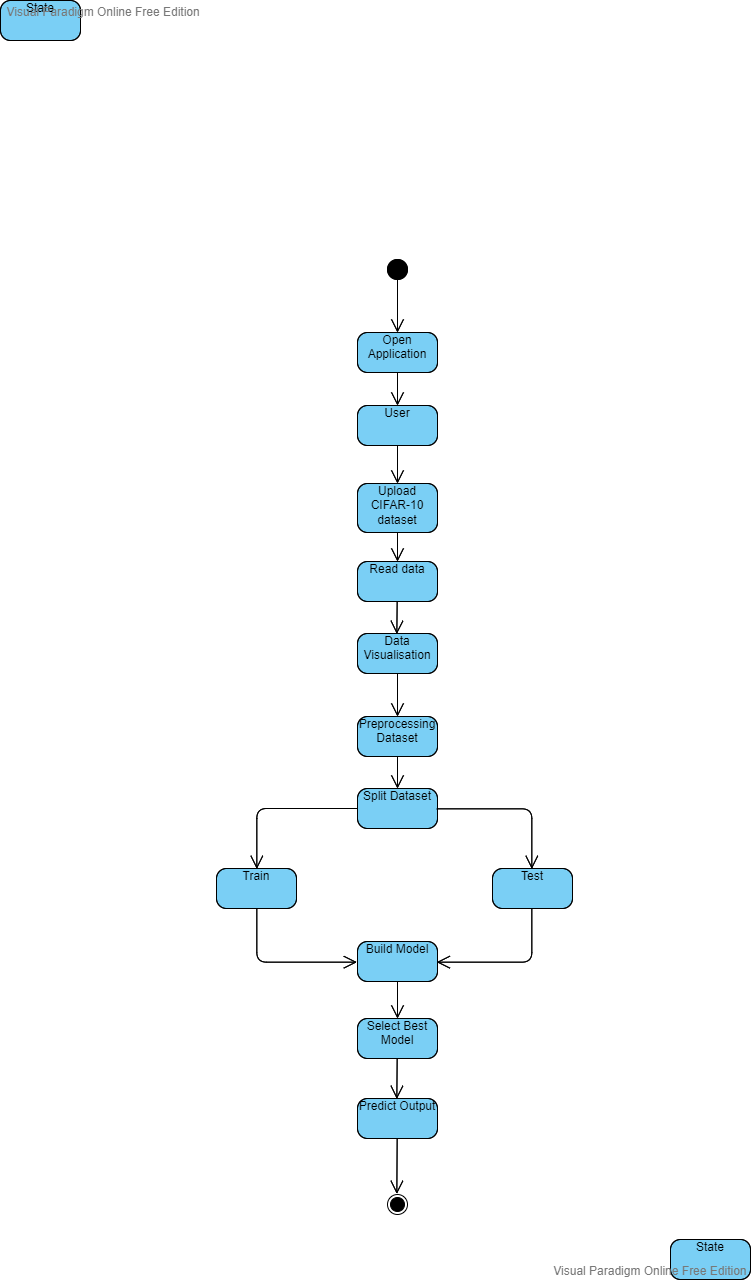 State
Visual Paradigm Online Free Edition
Open
Application
User
Upload
CIFAR-10
dataset
Read data
Data
Visualisation
Preprocessing
Dataset
Split Dataset
Train
Test
Build Model
Select Best
Model
Predict Output
State
Visual Paradigm Online Free Edition